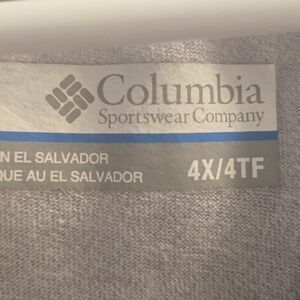 Columbia
Sportswear Company
N EL SALVADOR
QUE AU EL SALVADOR
4X/4TF